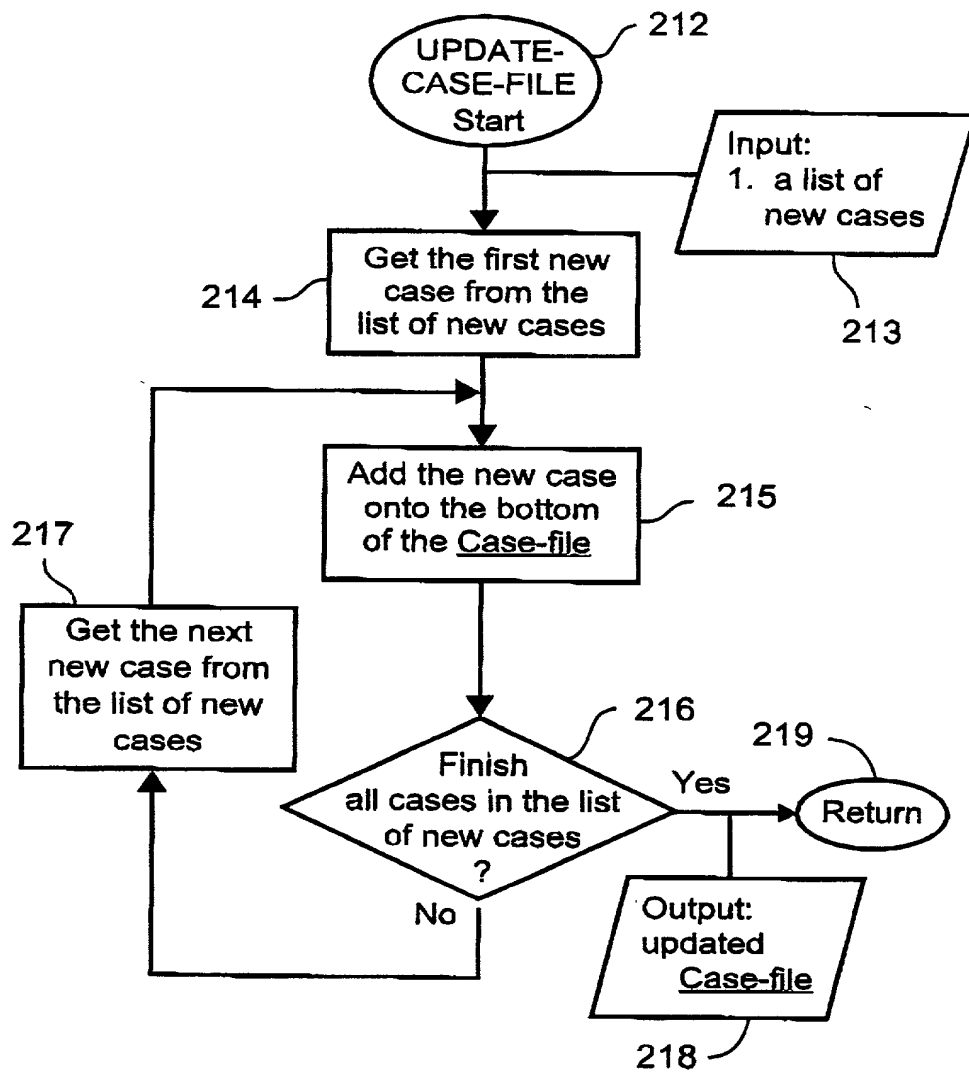 212
UPDATE-
CASE-FILE
Start
Input:
1. a list of
new cases
213
214
Get the first new
case from the
list of new cases
Add the new case
onto the bottom
of the Case-file
215
217
Get the next
new case from
the list of new
cases
216
Finish
all cases in the list
of new cases
?
Yes
No
219
Return
Output:
updated
Case-file
218